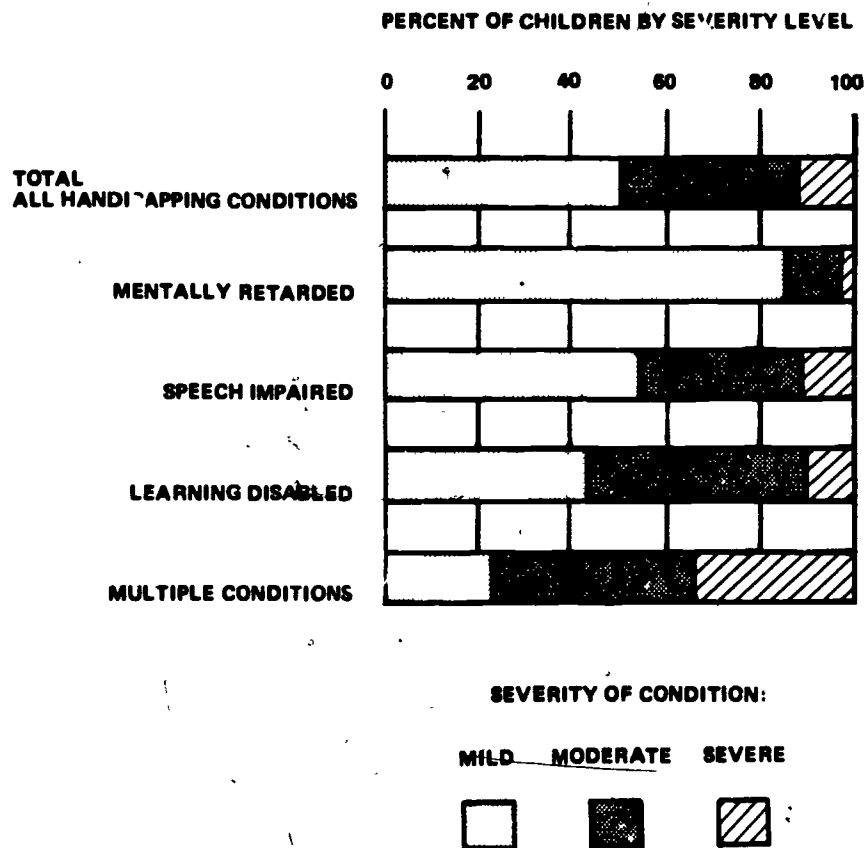 PERCENT OF CHILDREN BY SEVERITY LEVEL
0 20 40 60 80 100
TOTAL
ALL HANDICAPPING CONDITIONS
MENTALLY RETARDED
SPEECH IMPAIRED
LEARNING DISABLED
MULTIPLE CONDITIONS
SEVERITY OF CONDITION:
MILD MODERATE SEVERE